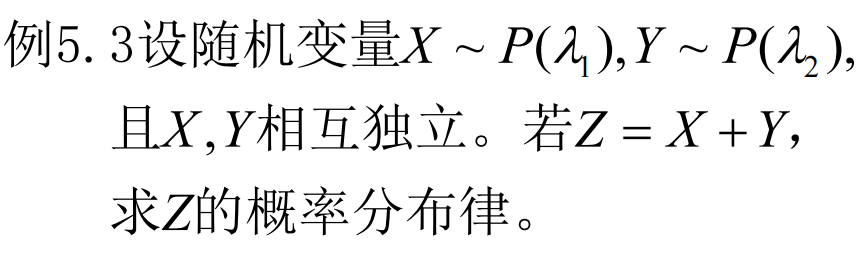 例5. 3设随机变量X ~ P(λ₁),Y ~ P(λ₂),
且X,Y相互独立。若Z = X + Y，
求Z的概率分布律。